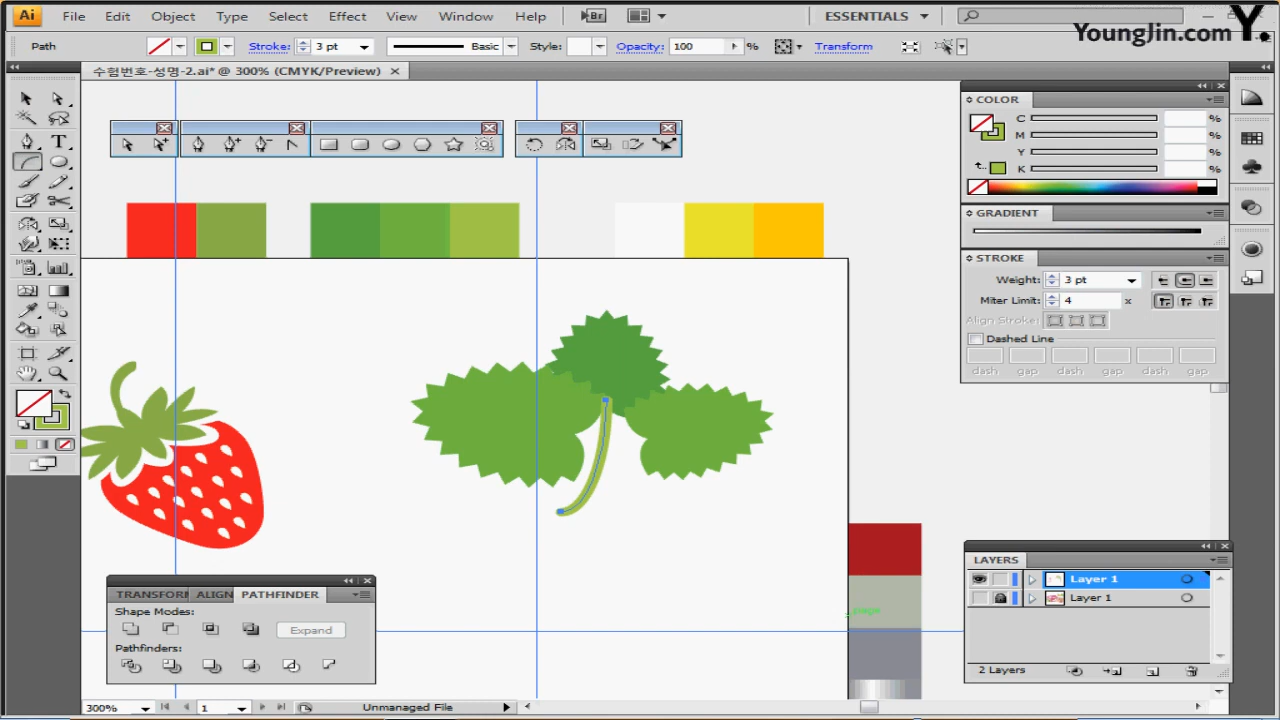 Ai File Edit Object Type Select Effect View Window Help Br ESSENTIALS
YoungJin.com Y.
Path Stroke: 3 pt Basic Style: Opacity: 100 % Transform
수험번호-성명-2.ai* @ 300% (CMYK/Preview)
COLOR
C %
M %
Y %
K %
GRADIENT
STROKE
Weight: 3 pt
Miter Limit: 4 x
Align Stroke:
Dashed Line
dash gap dash gap dash gap
LAYERS
Layer 1
Layer 1
2 Layers
TRANSFORM ALIGN PATHFINDER
Shape Modes:
Expand
Pathfinders:
300% 1 Unmanaged File